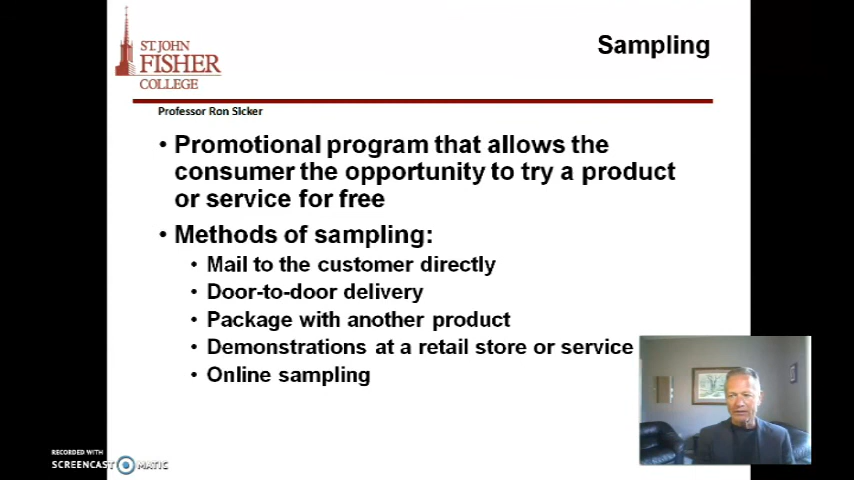 ST. JOHN
FISHER
COLLEGE
Sampling
Professor Ron Sicker
• Promotional program that allows the
consumer the opportunity to try a product
or service for free
• Methods of sampling:
• Mail to the customer directly
• Door-to-door delivery
• Package with another product
• Demonstrations at a retail store or service
• Online sampling
RECORDED WITH
SCREENCAST MATIC